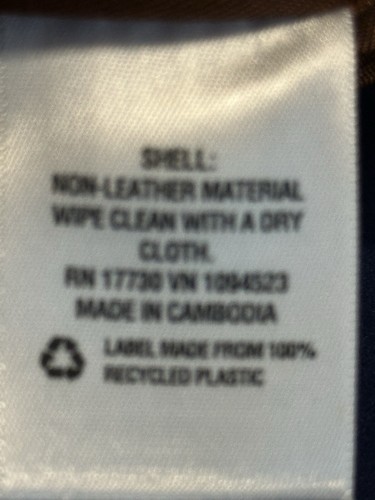 SHELL:
NON-LEATHER MATERIAL
WIPE CLEAN WITH A DRY
CLOTH.
RN 17730 VN 1094523
MADE IN CAMBODIA
LABEL MADE FROM 100%
RECYCLED PLASTIC